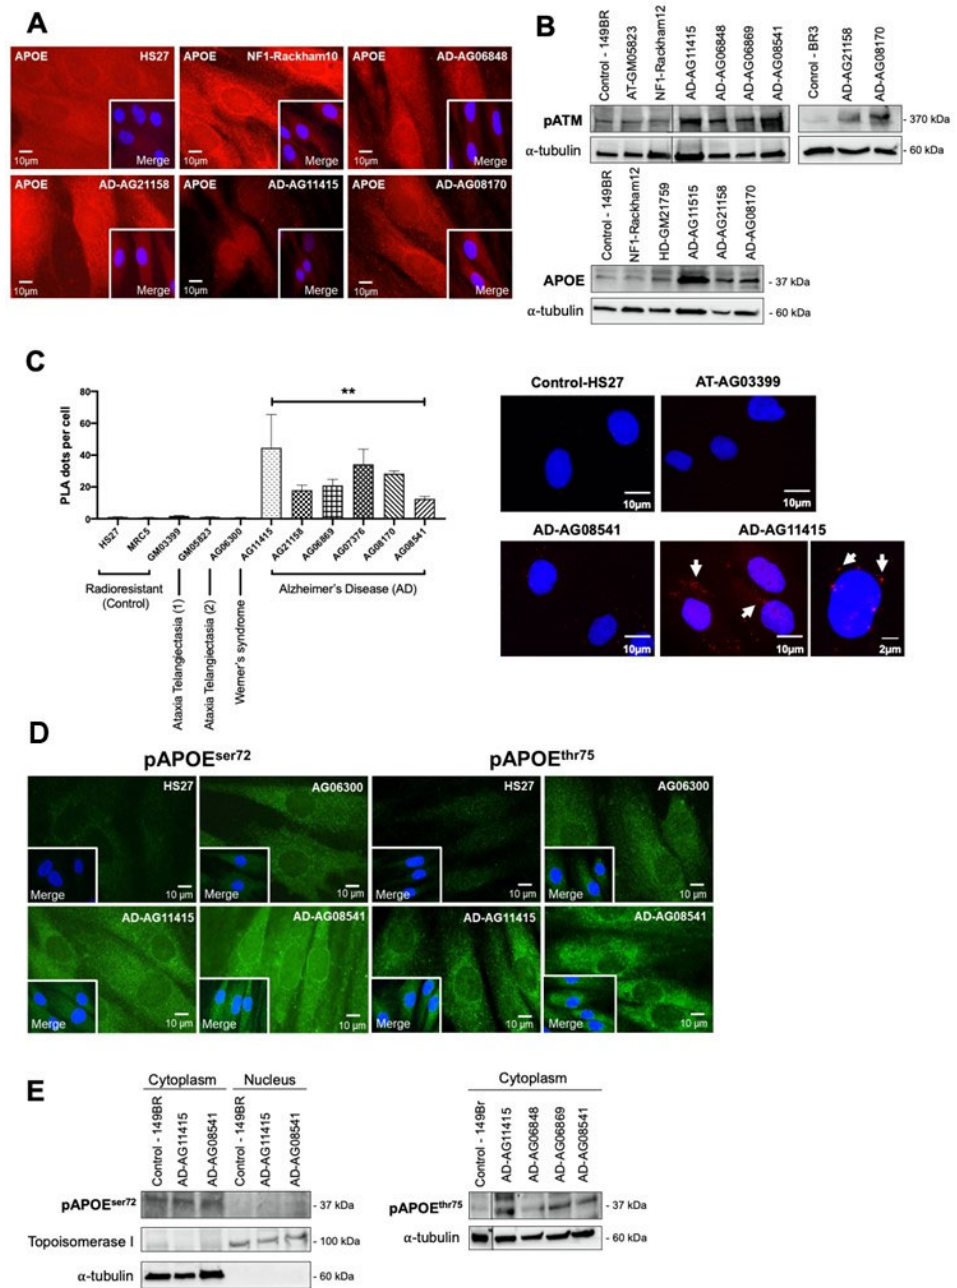 A
APOE HS27
Merge
10µm
APOE NF1-Rackham10
Merge
10µm
APOE AD-AG06848
Merge
10µm
APOE AD-AG21158
Merge
10µm
APOE AD-AG11415
Merge
10µm
APOE AD-AG08170
Merge
10µm
B
Control - 149BR
AT-GM05823
NF1-Rackham12
AD-AG11415
AD-AG06848
AD-AG06869
AD-AG08541
Conrol - BR3
AD-AG21158
AD-AG08170
pATM - 370 kDa
α-tubulin - 60 kDa
Control - 149BR
NF1-Rackham12
HD-GM21759
AD-AG11515
AD-AG21158
AD-AG08170
APOE - 37 kDa
α-tubulin - 60 kDa
C
PLA dots per cell
80
60
40
20
0
**
HS27
MRC5
GM03399
GM05823
AG06300
AG11415
AG21158
AG06869
AG07376
AG08170
AG08541
Radioresistant
(Control)
Ataxia Telangiectasia (1)
Ataxia Telangiectasia (2)
Werner's syndrome
Alzheimer's Disease (AD)
Control-HS27
10µm
AT-AG03399
10µm
AD-AG08541
10µm
AD-AG11415
10µm
2µm
D
pAPOEser72
pAPOEthr75
HS27
Merge
10 µm
AG06300
Merge
10 µm
HS27
Merge
10 µm
AG06300
Merge
10 µm
AD-AG11415
Merge
10 µm
AD-AG08541
Merge
10 µm
AD-AG11415
Merge
10 µm
AD-AG08541
Merge
10 µm
E
Cytoplasm Nucleus
Control - 149BR
AD-AG11415
AD-AG08541
Control - 149BR
AD-AG11415
AD-AG08541
pAPOEser72 - 37 kDa
Topoisomerase I - 100 kDa
α-tubulin - 60 kDa
Cytoplasm
Control - 149Br
AD-AG11415
AD-AG06848
AD-AG06869
AD-AG08541
pAPOEthr75 - 37 kDa
α-tubulin - 60 kDa